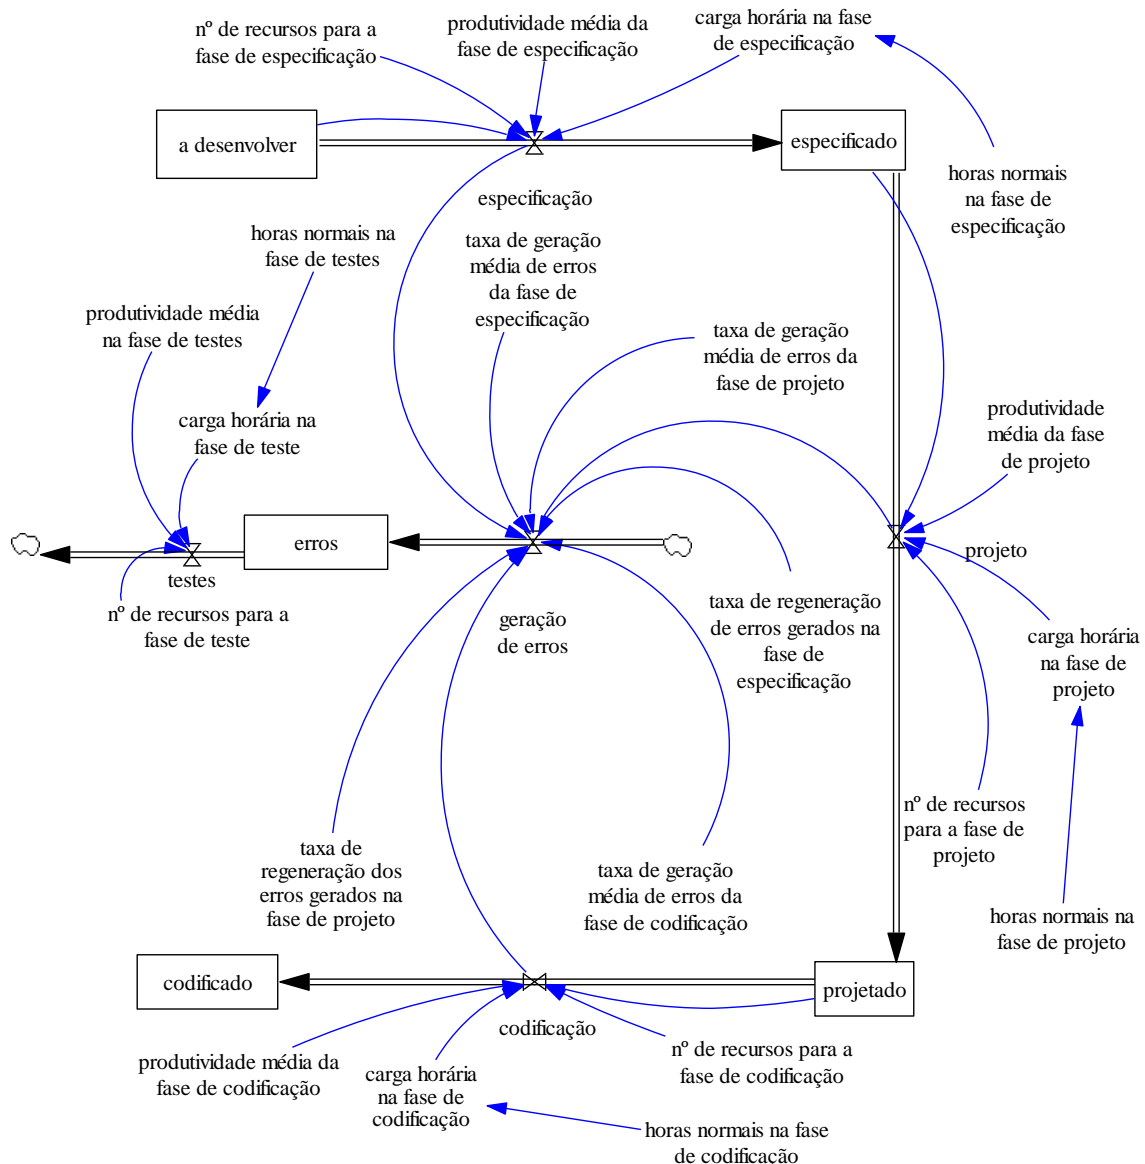 nº de recursos para a
fase de especificação
produtividade média da
fase de especificação
carga horária na fase
de especificação
a desenvolver
especificado
especificação
horas normais
na fase de
especificação
horas normais na
fase de testes
taxa de geração
média de erros
da fase de
especificação
produtividade média
na fase de testes
taxa de geração
média de erros da
fase de projeto
carga horária na
fase de teste
produtividade
média da fase
de projeto
erros
projeto
testes
nº de recursos para a
fase de teste
geração
de erros
taxa de regeneração
de erros gerados na
fase de
especificação
carga horária
na fase de
projeto
nº de recursos
para a fase de
projeto
taxa de
regeneração dos
erros gerados na
fase de projeto
taxa de geração
média de erros da
fase de codificação
horas normais na
fase de projeto
codificado
projetado
codificação
produtividade média da
fase de codificação
carga horária
na fase de
codificação
nº de recursos para a
fase de codificação
horas normais na fase
de codificação